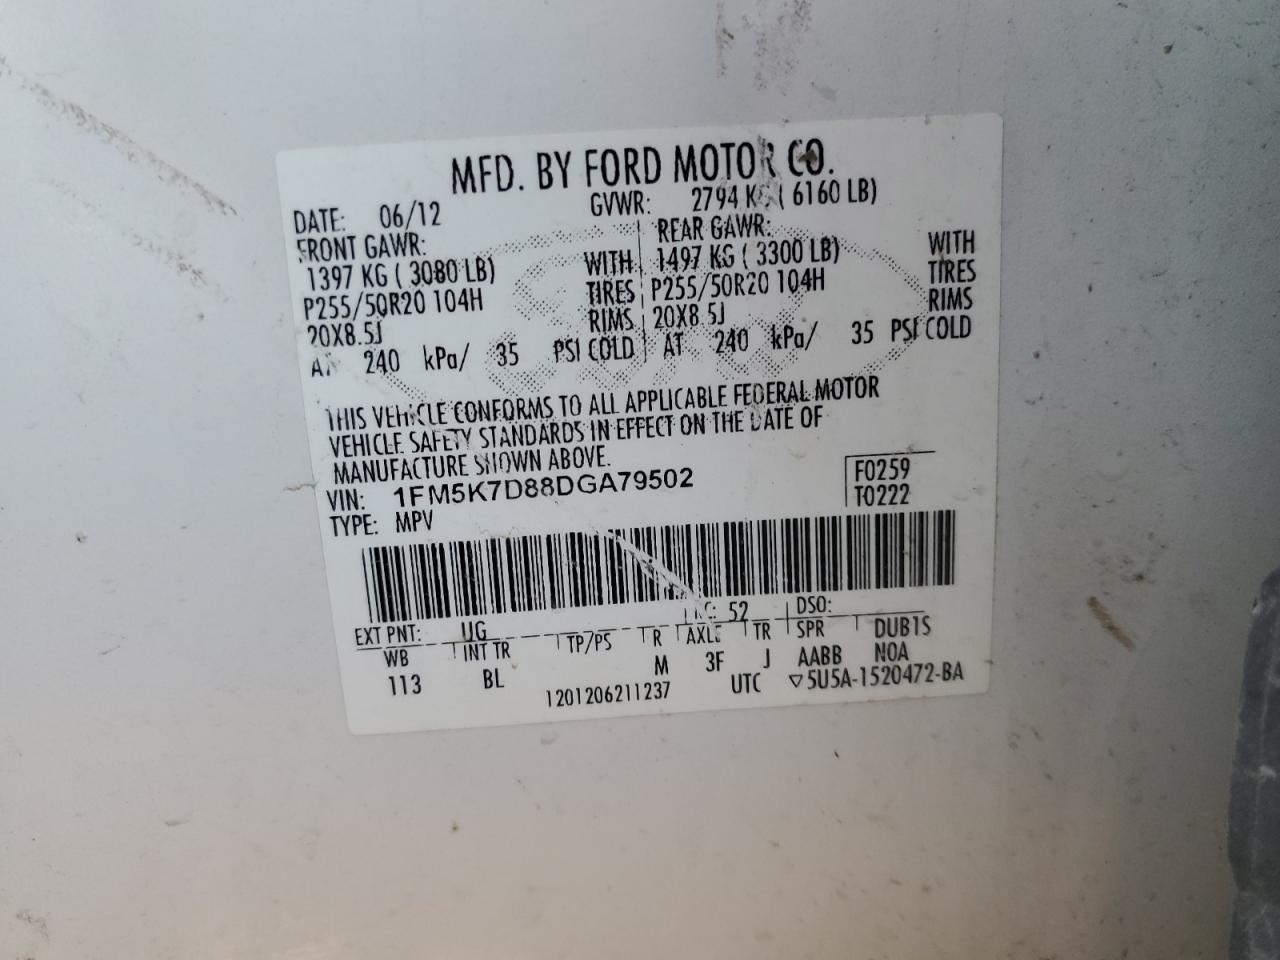 MFD. BY FORD MOTOR CO.
DATE: 06/12 GVWR: 2794 KG ( 6160 LB)
FRONT GAWR: REAR GAWR:
1397 KG ( 3080 LB) WITH 1497 KG ( 3300 LB) WITH
P255/50R20 104H TIRES P255/50R20 104H TIRES
20X8.5J RIMS 20X8.5J RIMS
AT 240 kPa/ 35 PSI COLD AT 240 kPa/ 35 PSI COLD
THIS VEHICLE CONFORMS TO ALL APPLICABLE FEDERAL MOTOR
VEHICLE SAFETY STANDARDS IN EFFECT ON THE DATE OF
MANUFACTURE SHOWN ABOVE.
VIN: 1FM5K7D88DGA79502 F0259
TYPE: MPV T0222
EXT PNT: UG RC: 52 DSO:
WB INT TR TP/PS R AXLE TR SPR DUB1S
113 BL M 3F J AABB N0A
1201206211237 UTC ▽5U5A-1520472-BA